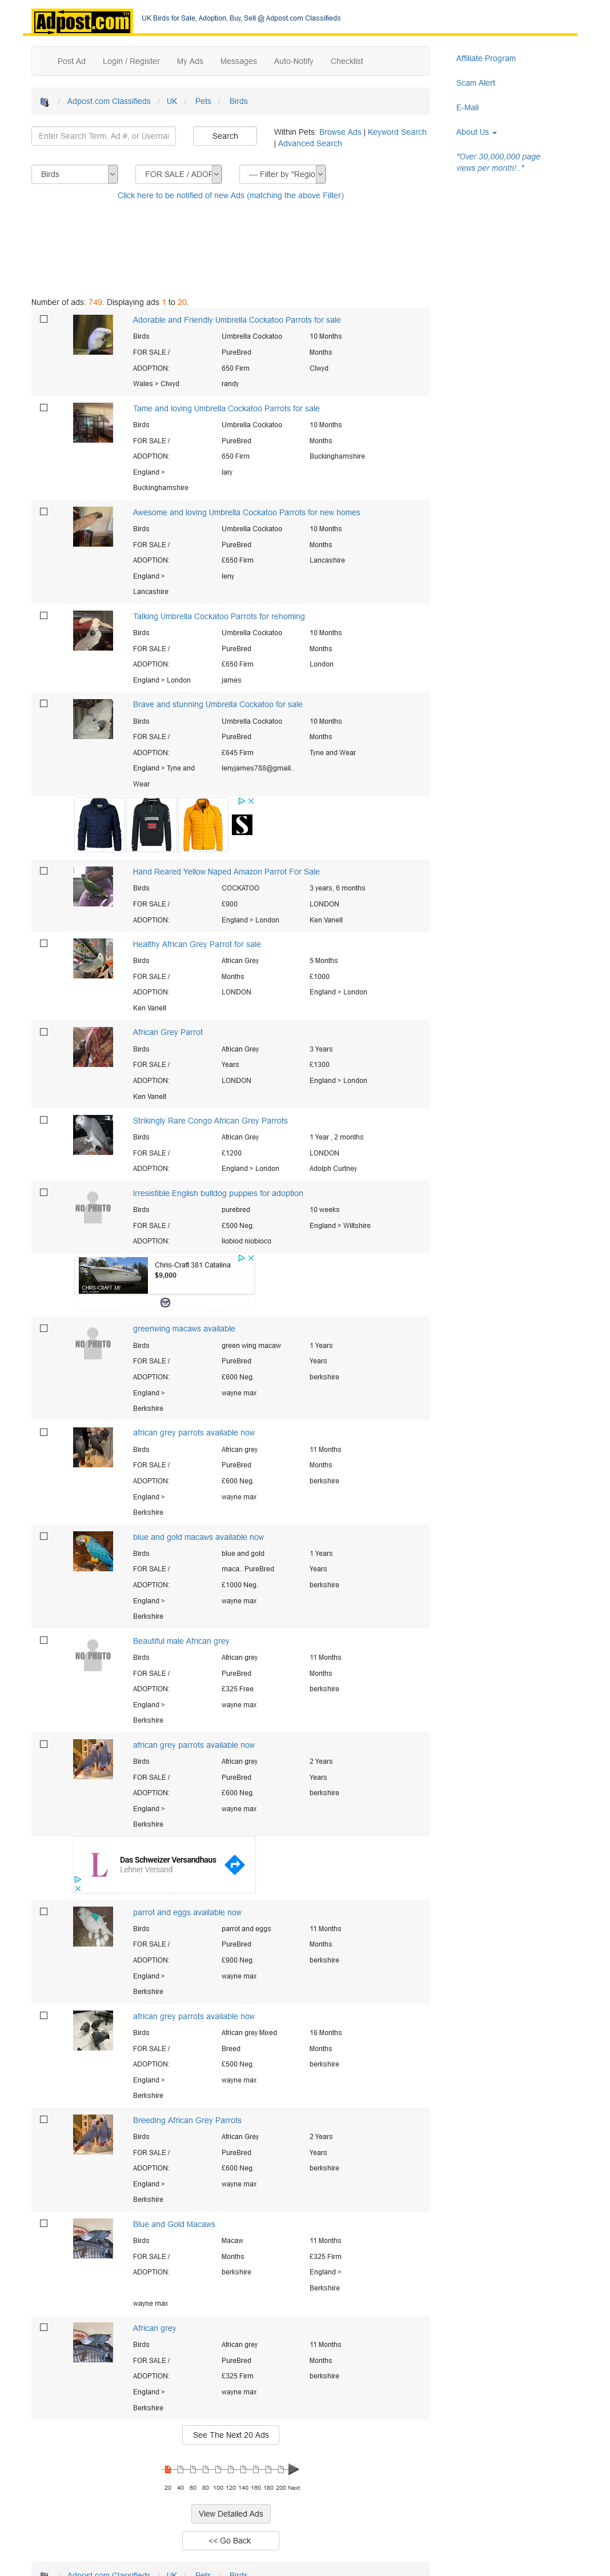 Adpost.com™
UK Birds for Sale, Adoption, Buy, Sell @ Adpost.com Classifieds
Post Ad Login / Register My Ads Messages Auto-Notify Checklist
Affiliate Program
Scam Alert
E-Mail
About Us
"Over 30,000,000 page
views per month!.."
/ Adpost.com Classifieds / UK / Pets / Birds
Enter Search Term, Ad #, or Userna
Search
Within Pets: Browse Ads | Keyword Search
| Advanced Search
Birds FOR SALE / ADOP --- Filter by "Regio
Click here to be notified of new Ads (matching the above Filter)
Number of ads: 749. Displaying ads 1 to 20.
Adorable and Friendly Umbrella Cockatoo Parrots for sale
Birds Umbrella Cockatoo 10 Months
FOR SALE / PureBred Months
ADOPTION: 650 Firm Clwyd
Wales > Clwyd randy
Tame and loving Umbrella Cockatoo Parrots for sale
Birds Umbrella Cockatoo 10 Months
FOR SALE / PureBred Months
ADOPTION: 650 Firm Buckinghamshire
England > lary
Buckinghamshire
Awesome and loving Umbrella Cockatoo Parrots for new homes
Birds Umbrella Cockatoo 10 Months
FOR SALE / PureBred Months
ADOPTION: £650 Firm Lancashire
England > leny
Lancashire
Talking Umbrella Cockatoo Parrots for rehoming
Birds Umbrella Cockatoo 10 Months
FOR SALE / PureBred Months
ADOPTION: £650 Firm London
England > London james
Brave and stunning Umbrella Cockatoo for sale
Birds Umbrella Cockatoo 10 Months
FOR SALE / PureBred Months
ADOPTION: £645 Firm Tyne and Wear
England > Tyne and lenyjames788@gmail..
Wear
S
Hand Reared Yellow Naped Amazon Parrot For Sale
Birds COCKATOO 3 years, 6 months
FOR SALE / £900 LONDON
ADOPTION: England > London Ken Vanell
Healthy African Grey Parrot for sale
Birds African Grey 5 Months
FOR SALE / Months £1000
ADOPTION: LONDON England > London
Ken Vanell
African Grey Parrot
Birds African Grey 3 Years
FOR SALE / Years £1300
ADOPTION: LONDON England > London
Ken Vanell
Strikingly Rare Congo African Grey Parrots
Birds African Grey 1 Year , 2 months
FOR SALE / £1200 LONDON
ADOPTION: England > London Adolph Curtney
Irresistible English bulldog puppies for adoption
NO PHOTO
Birds purebred 10 weeks
FOR SALE / £500 Neg. England > Wiltshire
ADOPTION: liobiod niobioco
Chris-Craft 381 Catalina
$9,000
CHRIS-CRAFT 38'
greenwing macaws available
NO PHOTO
Birds green wing macaw 1 Years
FOR SALE / PureBred Years
ADOPTION: £600 Neg. berkshire
England > wayne max
Berkshire
african grey parrots available now
Birds African grey 11 Months
FOR SALE / PureBred Months
ADOPTION: £600 Neg. berkshire
England > wayne max
Berkshire
blue and gold macaws available now
Birds blue and gold 1 Years
FOR SALE / maca.. PureBred Years
ADOPTION: £1000 Neg. berkshire
England > wayne max
Berkshire
Beautiful male African grey
NO PHOTO
Birds African grey 11 Months
FOR SALE / PureBred Months
ADOPTION: £325 Free berkshire
England > wayne max
Berkshire
african grey parrots available now
Birds African grey 2 Years
FOR SALE / PureBred Years
ADOPTION: £600 Neg. berkshire
England > wayne max
Berkshire
L
Das Schweizer Versandhaus
Lehner Versand
parrot and eggs available now
Birds parrot and eggs 11 Months
FOR SALE / PureBred Months
ADOPTION: £900 Neg. berkshire
England > wayne max
Berkshire
african grey parrots available now
Birds African grey Mixed 16 Months
FOR SALE / Breed Months
ADOPTION: £500 Neg. berkshire
England > wayne max
Berkshire
Breeding African Grey Parrots
Birds African Grey 2 Years
FOR SALE / PureBred Years
ADOPTION: £600 Neg. berkshire
England > wayne max
Berkshire
Blue and Gold Macaws
Birds Macaw 11 Months
FOR SALE / Months £325 Firm
ADOPTION: berkshire England >
Berkshire
wayne max
African grey
Birds African grey 11 Months
FOR SALE / PureBred Months
ADOPTION: £325 Firm berkshire
England > wayne max
Berkshire
See The Next 20 Ads
20 40 60 80 100 120 140 160 180 200 Next
View Detailed Ads
<< Go Back
/ Adpost.com Classifieds / UK / Pets / Birds